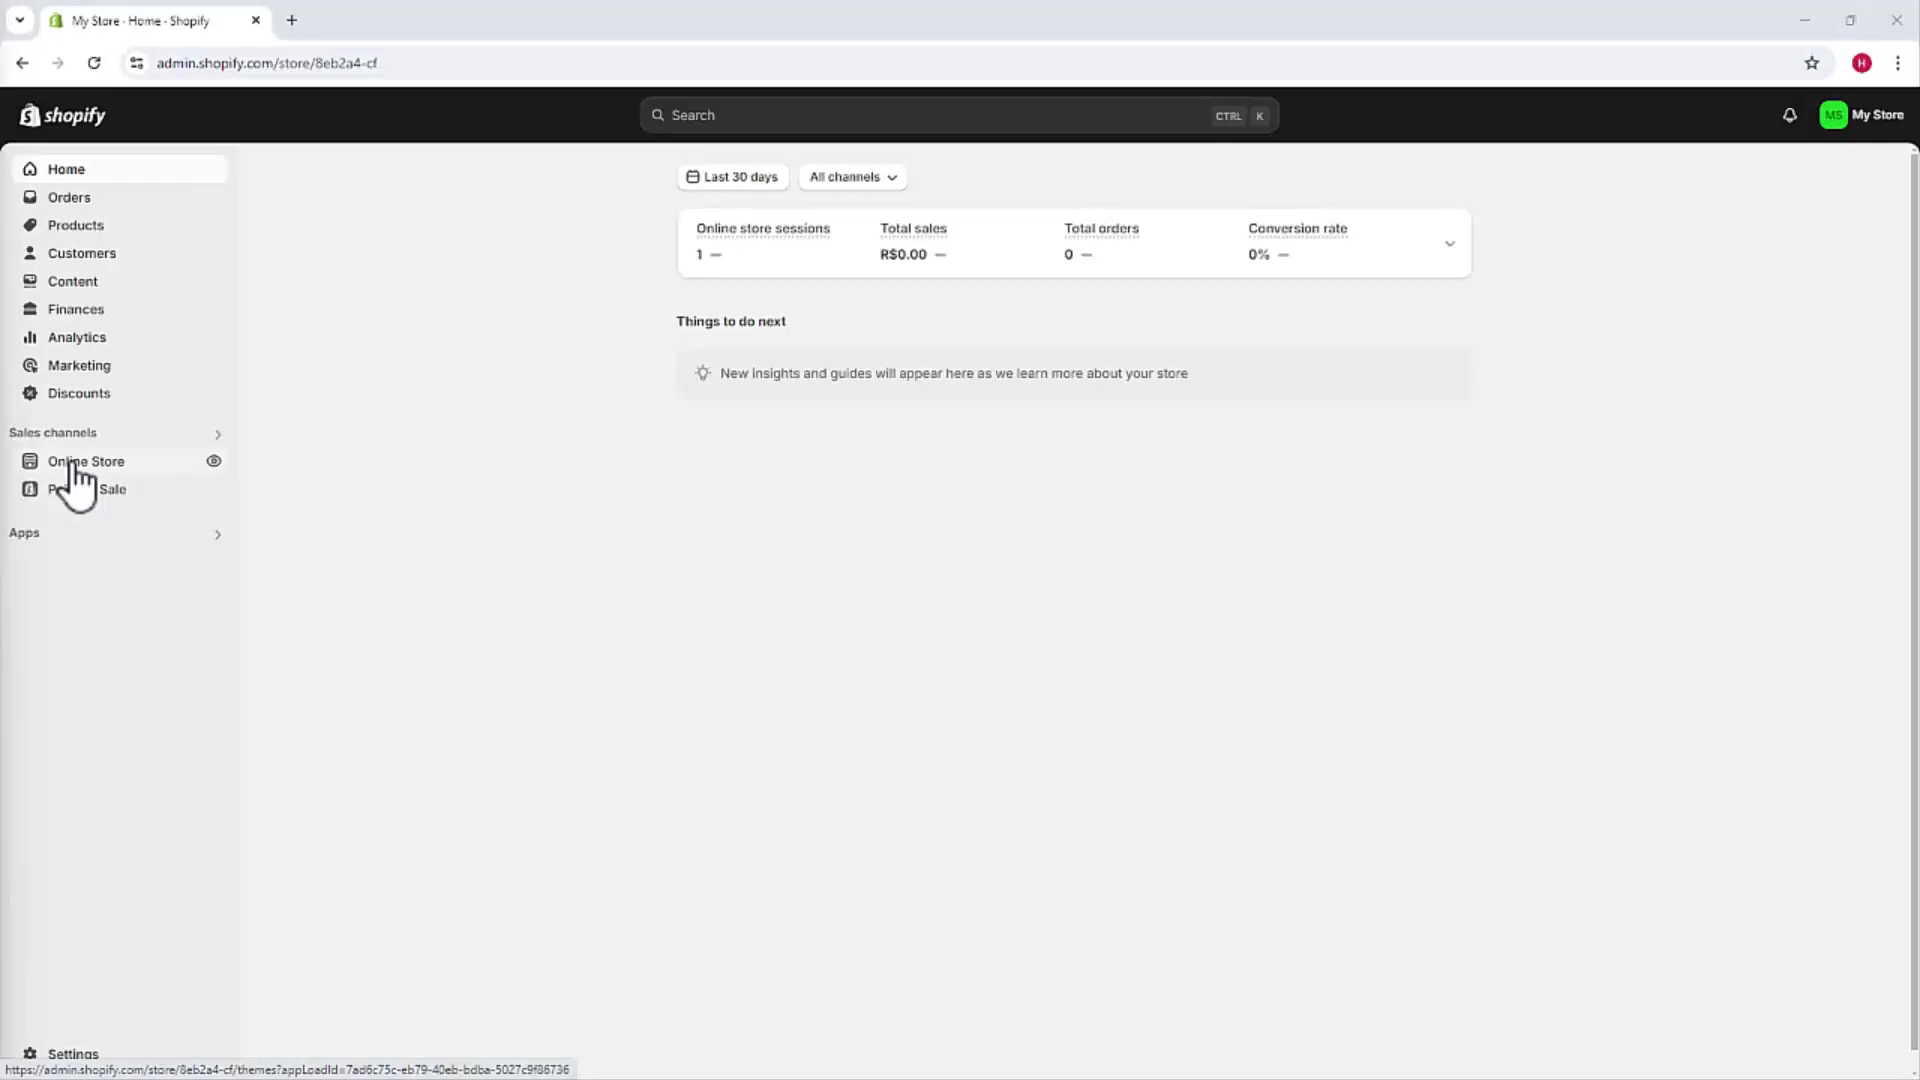 My Store · Home · Shopify
admin.shopify.com/store/8eb2a4-cf
shopify
Search
CTRL K
MS My Store
Home
Orders
Products
Customers
Content
Finances
Analytics
Marketing
Discounts
Sales channels
Online Store
Sale
Apps
Settings
Last 30 days
All channels
Online store sessions
1 —
Total sales
R$0.00 —
Total orders
0 —
Conversion rate
0% —
Things to do next
New insights and guides will appear here as we learn more about your store
H
https://admin.shopify.com/store/8eb2a4-cf/themes?appLoadId=7ad6c75c-eb79-40eb-bdba-5027c9f86736